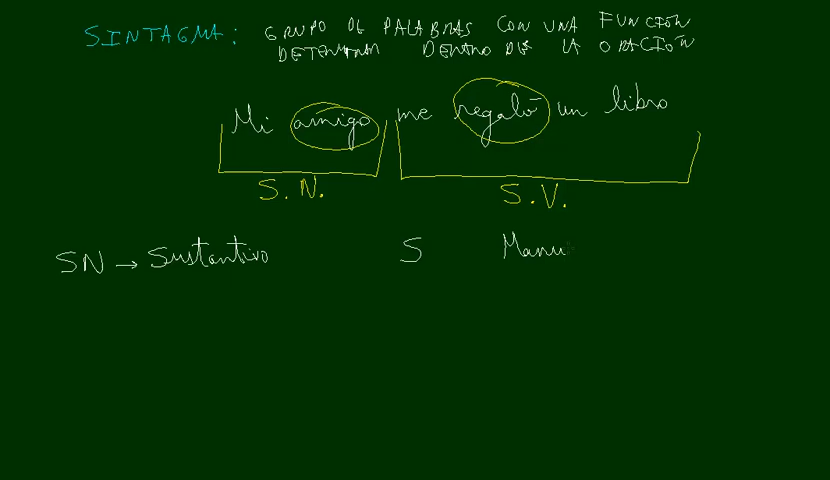 SINTAGMA: GRUPO DE PALABRAS CON UNA FUNCIÓN
DENTRO DE LA ORACIÓN
Mi amigo me regaló un libro
S.N. S.V.
SN → Sustantivo S Manu